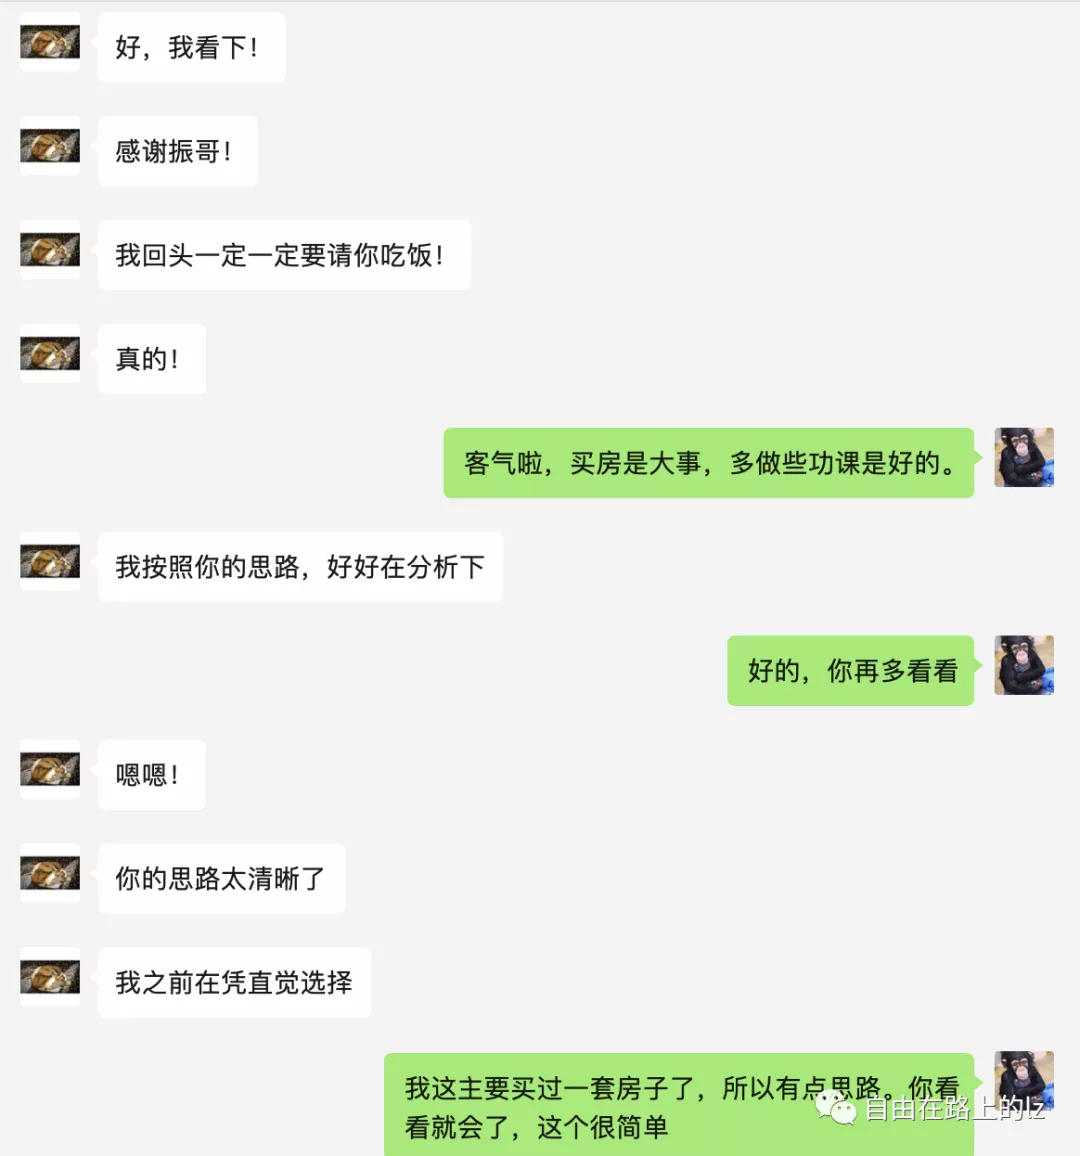 好，我看下！
感谢振哥！
我回头一定一定要请你吃饭！
真的！
客气啦，买房是大事，多做些功课是好的。
我按照你的思路，好好在分析下
好的，你再多看看
嗯嗯！
你的思路太清晰了
我之前在凭直觉选择
我这主要买过一套房子了，所以有点思路。你看
看就会了，这个很简单
自由在路上的lz